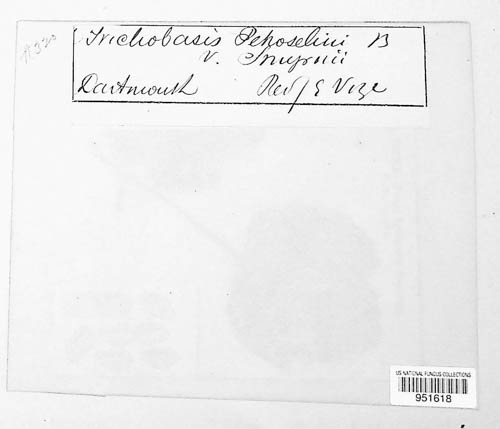 Trichobasis Petroselini B
v. Smyrnii
Dartmouth Rev/ E Vize
US NATIONAL FUNGUS COLLECTIONS
951618